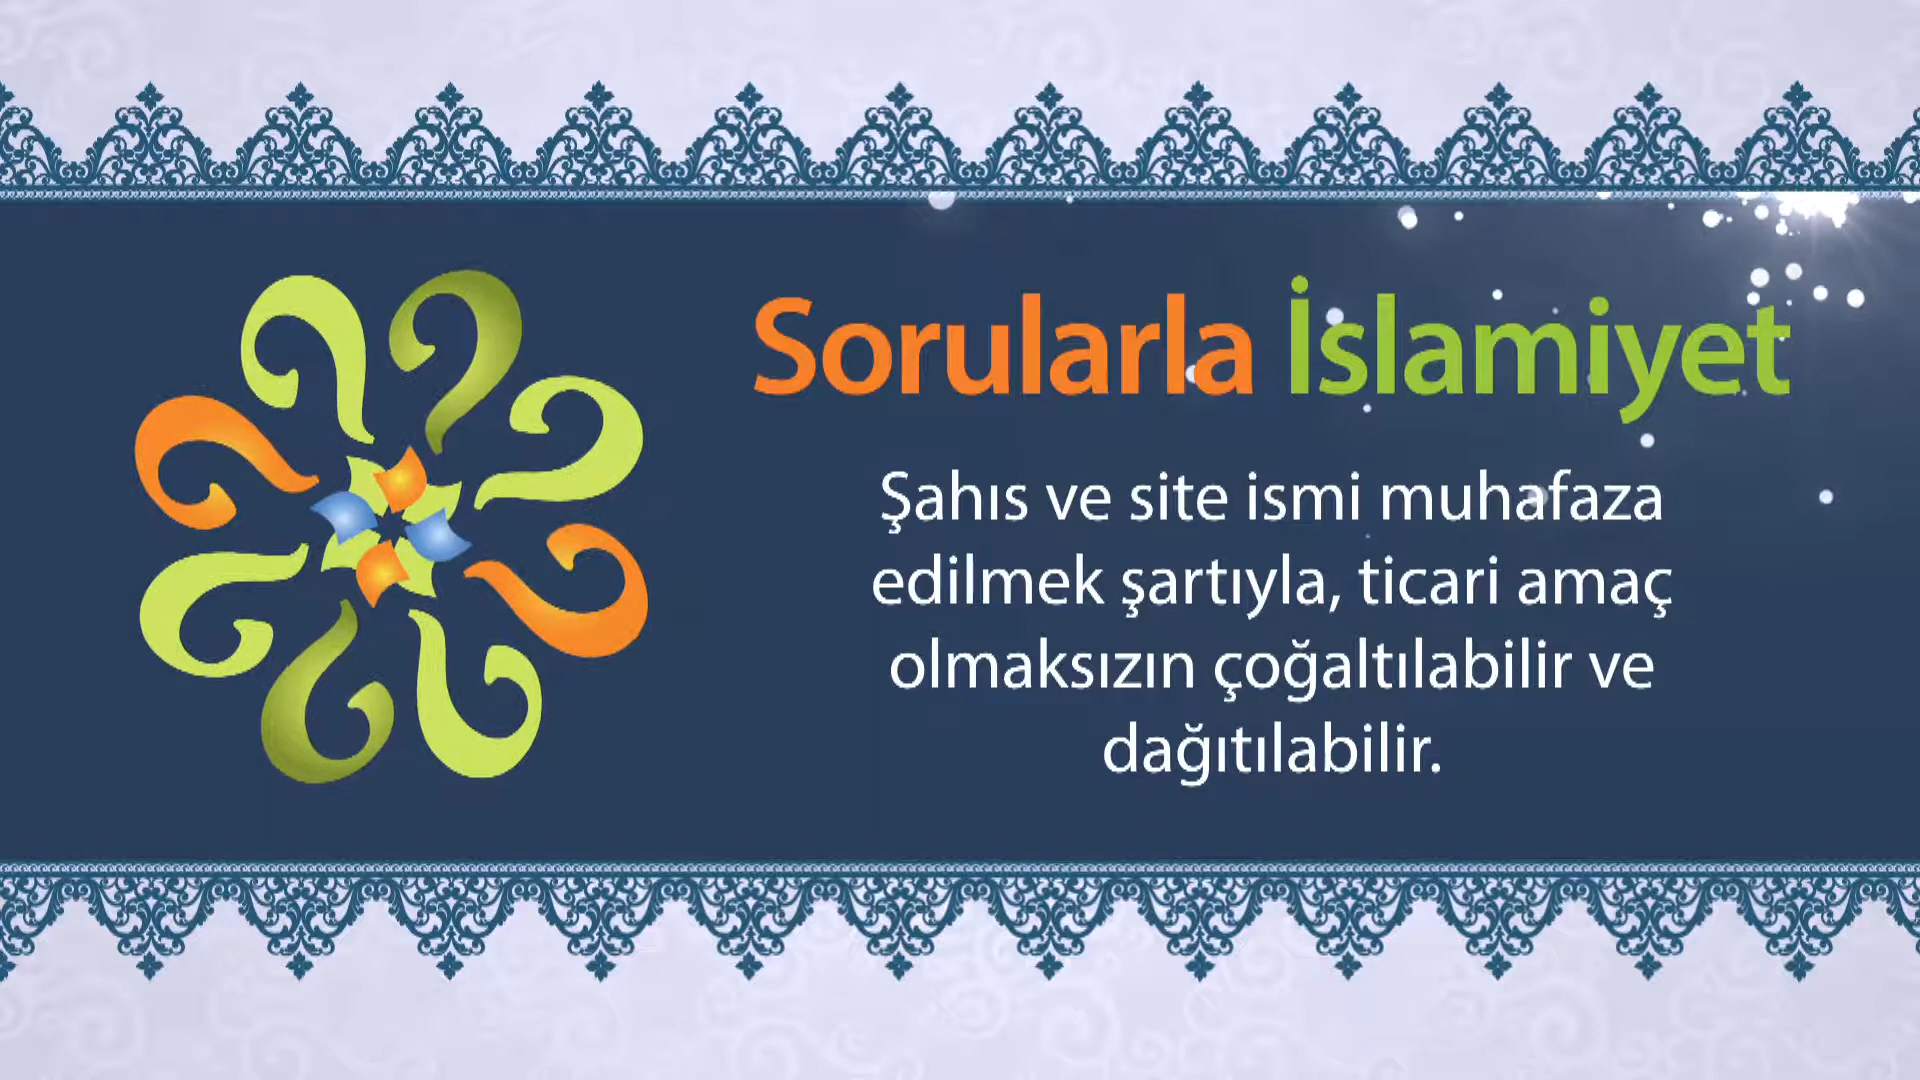 Sorularla İslamiyet
Şahıs ve site ismi muhafaza
edilmek şartıyla, ticari amaç
olmaksızın çoğaltılabilir ve
dağıtılabilir.